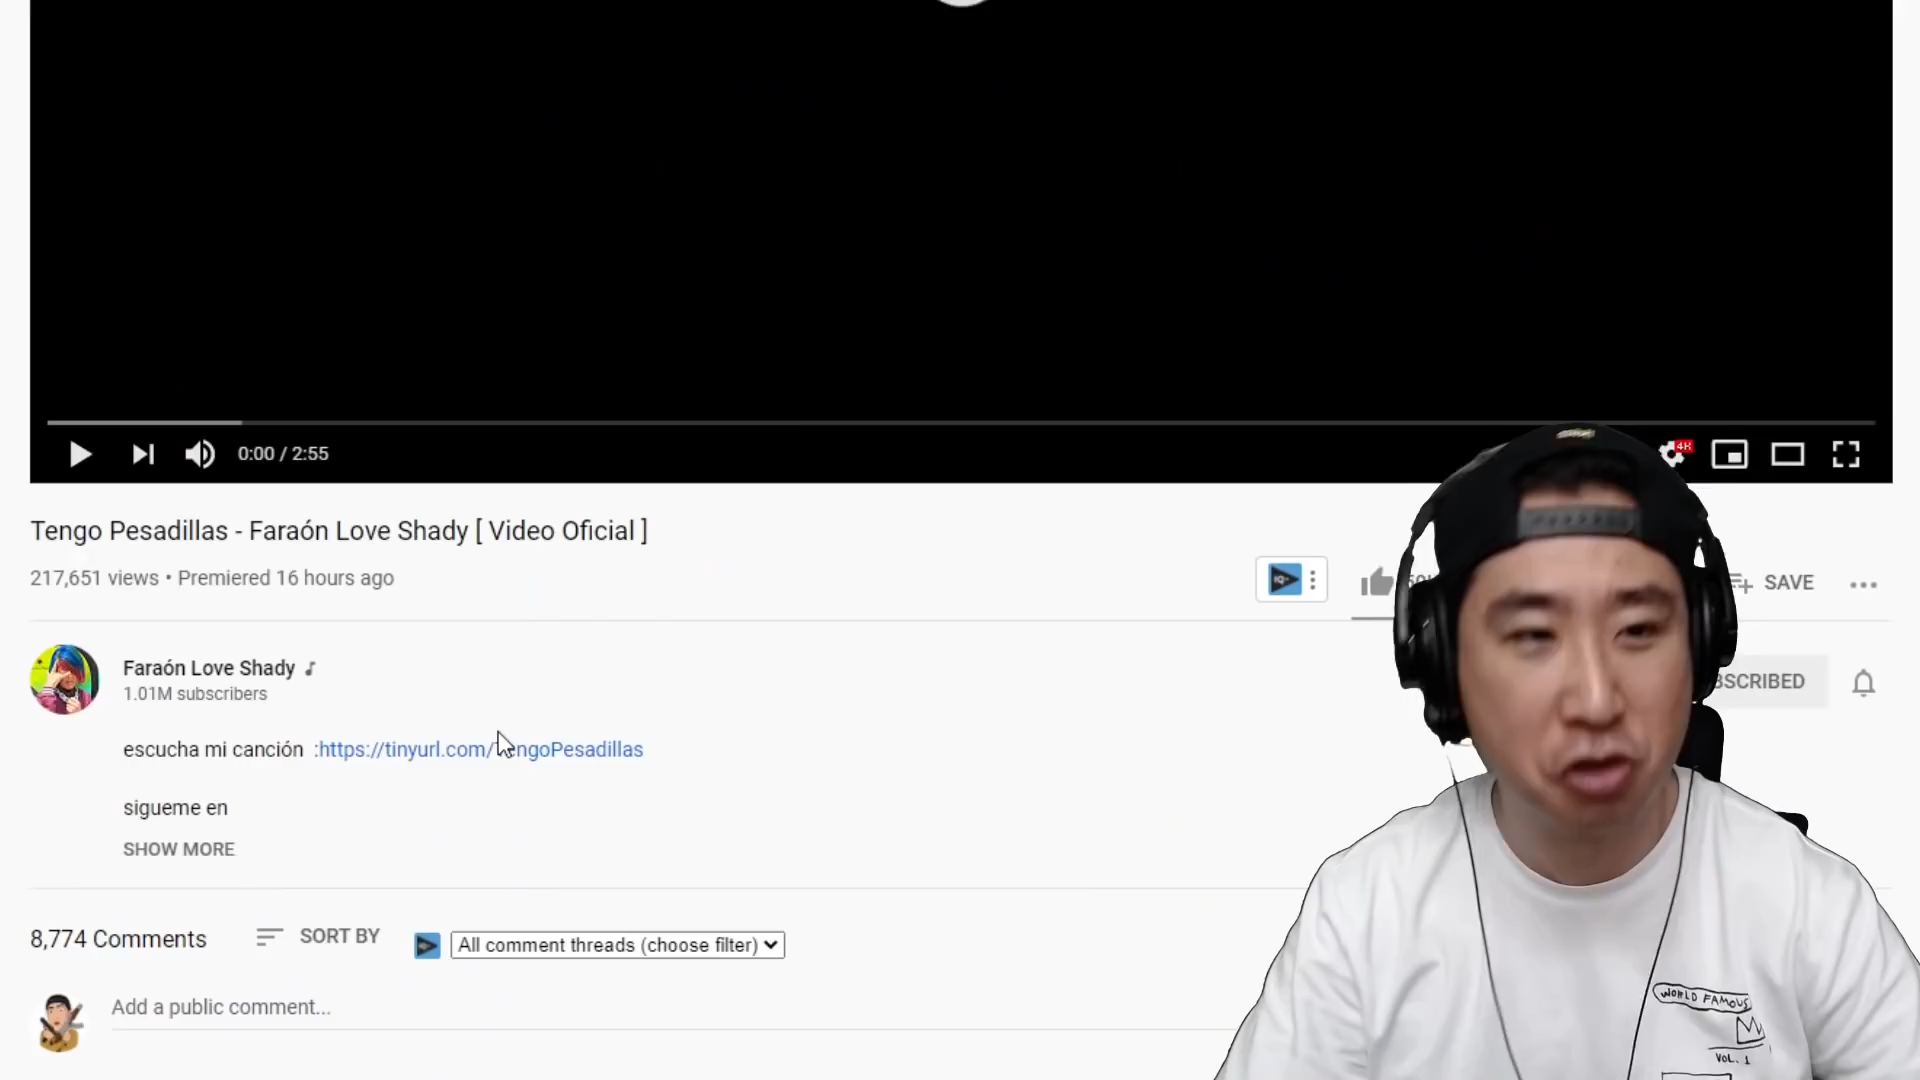 0:00 / 2:55
4K
Tengo Pesadillas - Faraón Love Shady [ Video Oficial ]
217,651 views • Premiered 16 hours ago
SAVE
Faraón Love Shady
1.01M subscribers
escucha mi canción :https://tinyurl.com/TengoPesadillas
sigueme en
SHOW MORE
8,774 Comments
SORT BY
All comment threads (choose filter)
Add a public comment...
WORLD FAMOUS
VOL. 1